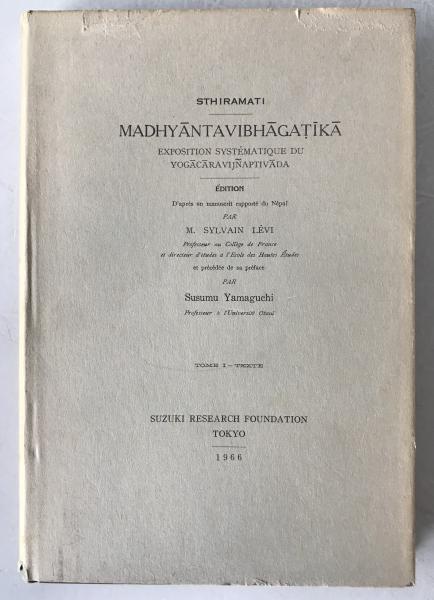 STHIRAMATI
MADHYĀNTAVIBHĀGAṬĪKĀ
EXPOSITION SYSTÉMATIQUE DU
YOGĀCĀRAVIJÑAPTIVĀDA
ÉDITION
D'après un manuscrit rapporté du Népal
PAR
M. SYLVAIN LÉVI
Professeur au Collège de France
et directeur d'études à l'Ecole des Hautes Études
et précédée de sa préface
PAR
Susumu Yamaguchi
Professeur à l'Université Otani
TOME I—TEXTE
SUZUKI RESEARCH FOUNDATION
TOKYO
1966